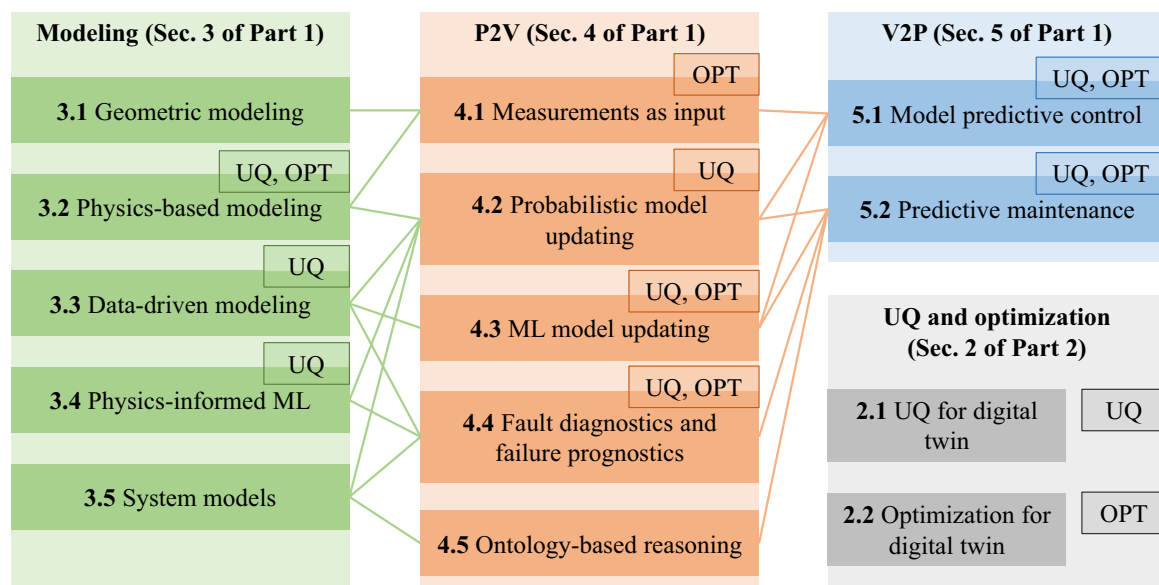 Modeling (Sec. 3 of Part 1)
3.1 Geometric modeling
UQ, OPT
3.2 Physics-based modeling
UQ
3.3 Data-driven modeling
UQ
3.4 Physics-informed ML
3.5 System models
P2V (Sec. 4 of Part 1)
OPT
4.1 Measurements as input
UQ
4.2 Probabilistic model
updating
UQ, OPT
4.3 ML model updating
UQ, OPT
4.4 Fault diagnostics and
failure prognostics
4.5 Ontology-based reasoning
V2P (Sec. 5 of Part 1)
UQ, OPT
5.1 Model predictive control
UQ, OPT
5.2 Predictive maintenance
UQ and optimization
(Sec. 2 of Part 2)
2.1 UQ for digital
twin
UQ
2.2 Optimization for
digital twin
OPT